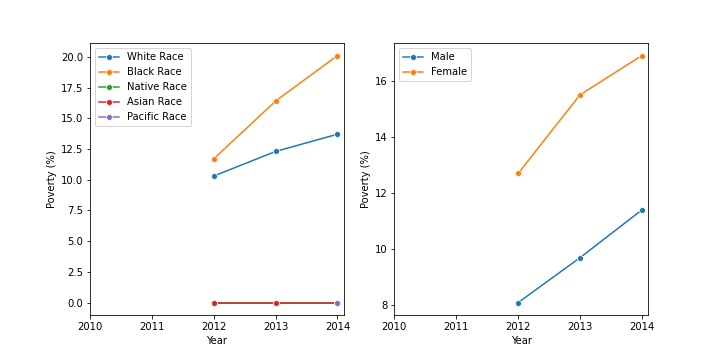 White Race
Black Race
Native Race
Asian Race
Pacific Race
20.0
17.5
15.0
12.5
10.0
7.5
5.0
2.5
0.0
Poverty (%)
2010 2011 2012 2013 2014
Year
Male
Female
16
14
12
10
8
Poverty (%)
2010 2011 2012 2013 2014
Year